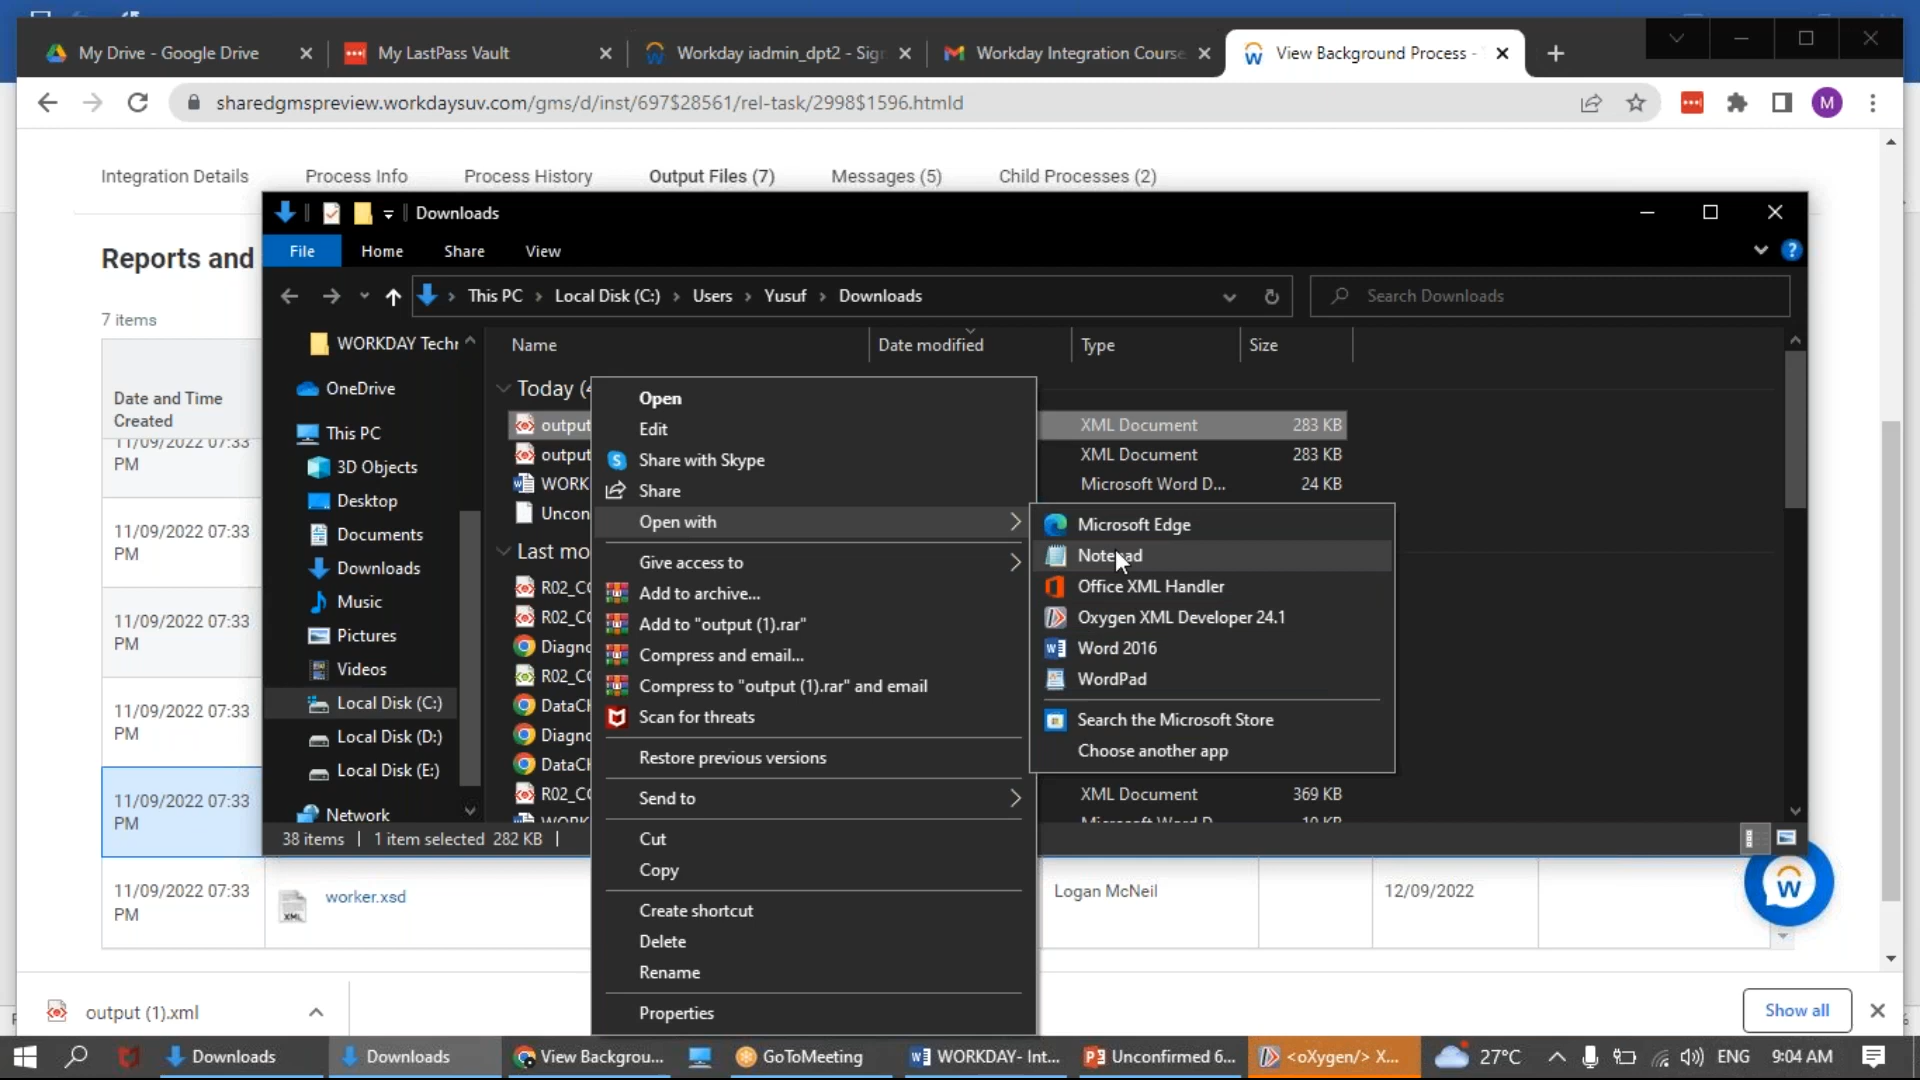 My Drive - Google Drive
My LastPass Vault
Workday iadmin_dpt2 - Sig
Workday Integration Course
View Background Process -
sharedgmspreview.workdaysuv.com/gms/d/inst/697$28561/rel-task/2998$1596.htmld
M
Integration Details
Process Info
Process History
Output Files (7)
Messages (5)
Child Processes (2)
Reports and
7 items
Date and Time
Created
11/09/2022 07:33
PM
11/09/2022 07:33
PM
11/09/2022 07:33
PM
11/09/2022 07:33
PM
11/09/2022 07:33
PM
11/09/2022 07:33
PM
worker.xsd
Logan McNeil
12/09/2022
Downloads
File
Home
Share
View
This PC
Local Disk (C:)
Users
Yusuf
Downloads
Search Downloads
WORKDAY Techr
OneDrive
This PC
3D Objects
Desktop
Documents
Downloads
Music
Pictures
Videos
Local Disk (C:)
Local Disk (D:)
Local Disk (E:)
Network
Name
Date modified
Type
Size
Today (4
output
XML Document
283 KB
output
XML Document
283 KB
WORK
Microsoft Word D...
24 KB
Uncon
Last mo
R02_CO
R02_CO
Diagno
R02_CO
DataCh
Diagno
DataCh
R02_CO
XML Document
369 KB
Microsoft Word D
38 items
1 item selected 282 KB
Open
Edit
Share with Skype
Share
Open with
Give access to
Add to archive...
Add to "output (1).rar"
Compress and email...
Compress to "output (1).rar" and email
Scan for threats
Restore previous versions
Send to
Cut
Copy
Create shortcut
Delete
Rename
Properties
Microsoft Edge
Notepad
Office XML Handler
Oxygen XML Developer 24.1
Word 2016
WordPad
Search the Microsoft Store
Choose another app
output (1).xml
Show all
Downloads
Downloads
View Backgrou...
GoToMeeting
WORKDAY- Int...
Unconfirmed 6...
<oXygen/> X...
27°C
ENG
9:04 AM